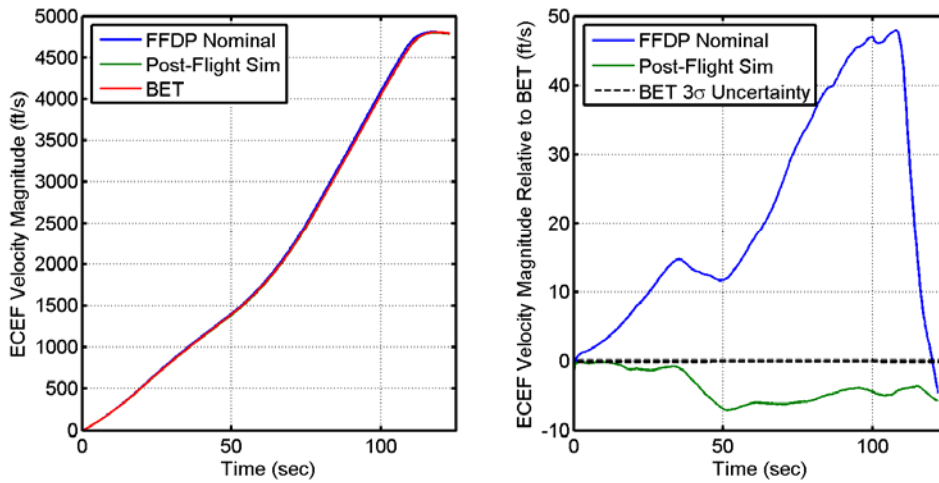 FFDP Nominal
Post-Flight Sim
BET
ECEF Velocity Magnitude (ft/s)
5000
4500
4000
3500
3000
2500
2000
1500
1000
500
0
0 50 100
Time (sec)
FFDP Nominal
Post-Flight Sim
BET 3σ Uncertainty
ECEF Velocity Magnitude Relative to BET (ft/s)
50
40
30
20
10
0
-10
0 50 100
Time (sec)